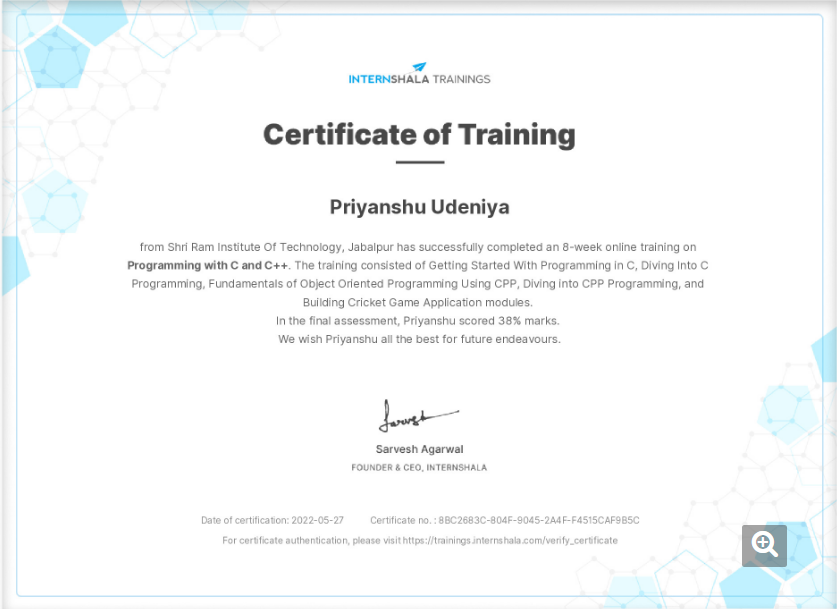 INTERNSHALA TRAININGS
Certificate of Training
Priyanshu Udeniya
from Shri Ram Institute Of Technology, Jabalpur has successfully completed an 8-week online training on
Programming with C and C++. The training consisted of Getting Started With Programming in C, Diving Into C
Programming, Fundamentals of Object Oriented Programming Using CPP, Diving into CPP Programming, and
Building Cricket Game Application modules.
In the final assessment, Priyanshu scored 38% marks.
We wish Priyanshu all the best for future endeavours.
Sarvesh
Sarvesh Agarwal
FOUNDER & CEO, INTERNSHALA
Date of certification: 2022-05-27 Certificate no. : 8BC2683C-804F-9045-2A4F-F4515CAF9B5C
For certificate authentication, please visit https://trainings.internshala.com/verify_certificate